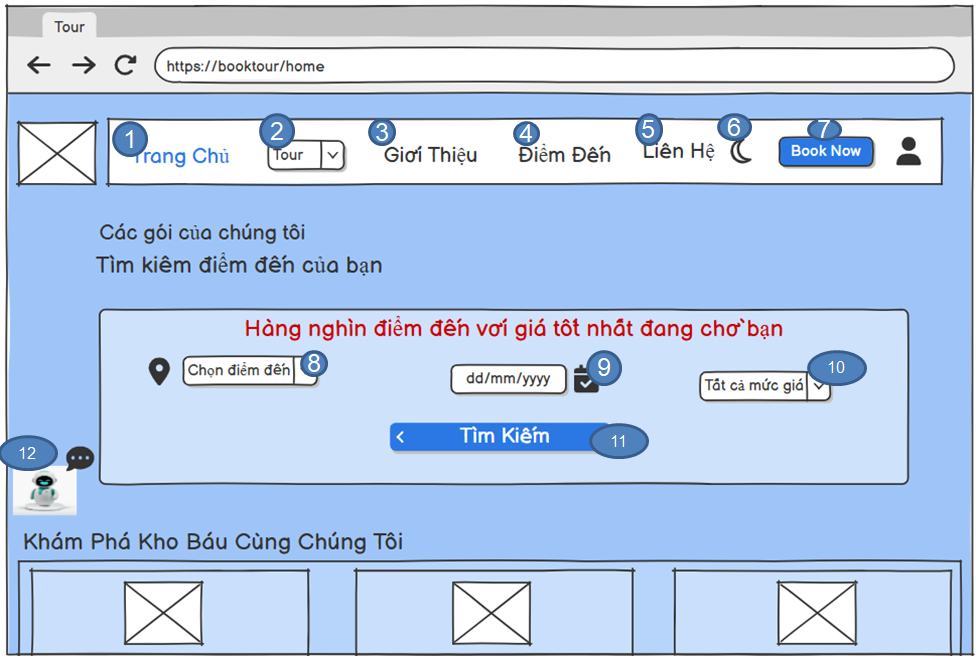 Tour
https://booktour/home
1 2 3 4 5 6 7
Trang Chủ Tour Giới Thiệu Điểm Đến Liên Hệ Book Now
Các gói của chúng tôi
Tìm kiêm điểm đến của bạn
Hàng nghìn điểm đến với giá tốt nhất đang chờ bạn
Chọn điểm đến 8 dd/mm/yyyy 9 Tất cả mức giá 10
Tìm Kiếm 11
12
Khám Phá Kho Báu Cùng Chúng Tôi